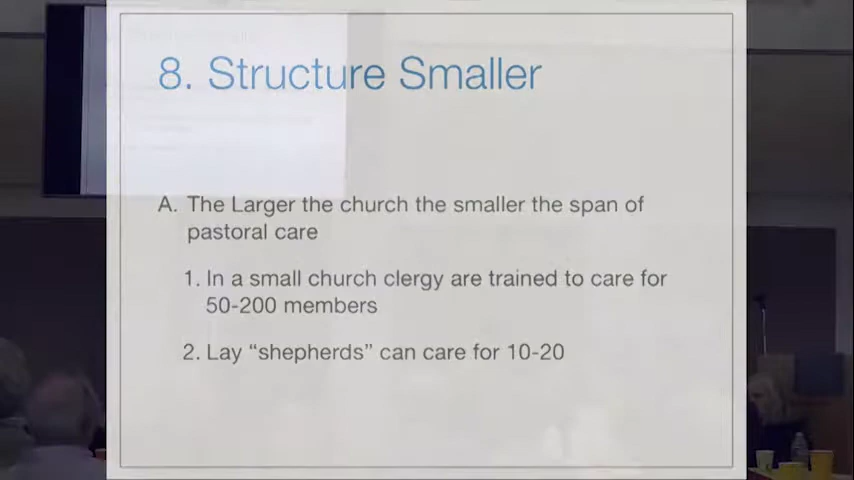 8. Structure Smaller
A. The Larger the church the smaller the span of
pastoral care
1. In a small church clergy are trained to care for
50-200 members
2. Lay “shepherds” can care for 10-20